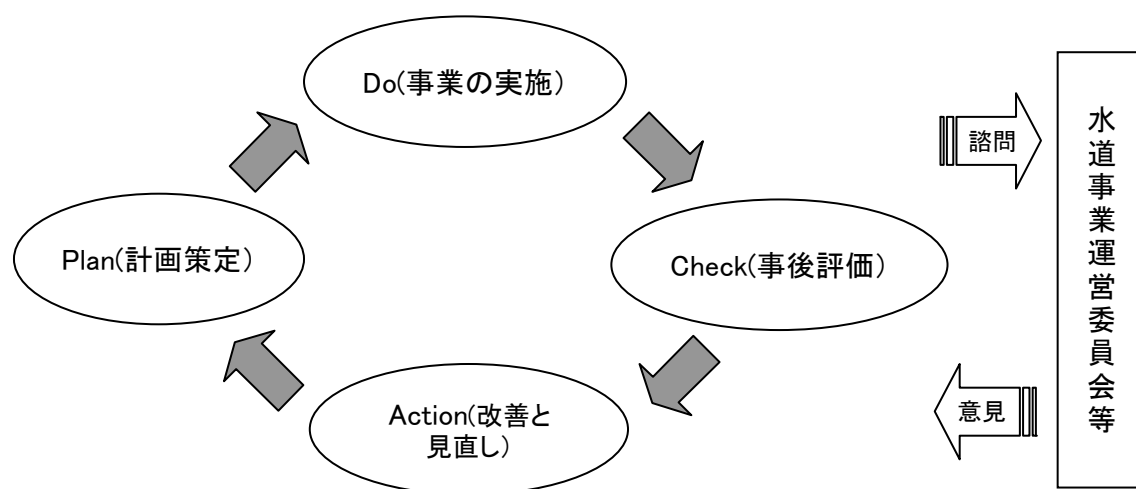 Do(事業の実施)
諮問
Plan(計画策定)
Check(事後評価)
Action(改善と
見直し)
意見
水道事業運営委員会等